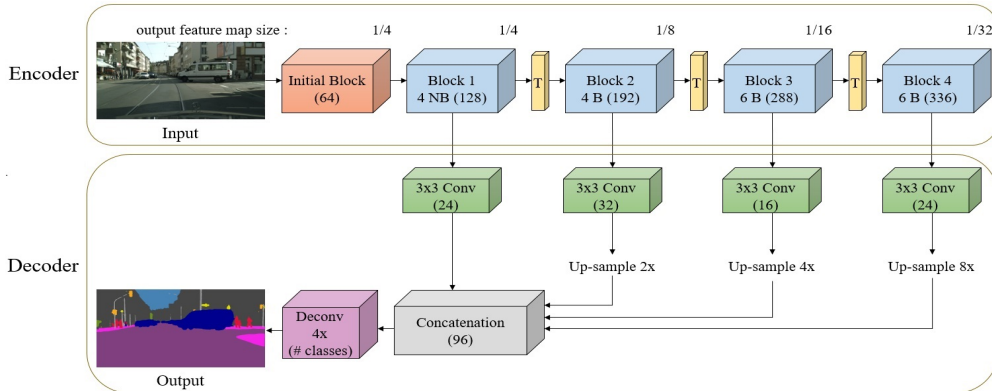 output feature map size :
1/4
1/4
1/8
1/16
1/32
Encoder
Input
Initial Block
(64)
Block 1
4 NB (128)
T
Block 2
4 B (192)
T
Block 3
6 B (288)
T
Block 4
6 B (336)
Decoder
3x3 Conv
(24)
3x3 Conv
(32)
3x3 Conv
(16)
3x3 Conv
(24)
Up-sample 2x
Up-sample 4x
Up-sample 8x
Output
Deconv
4x
(# classes)
Concatenation
(96)